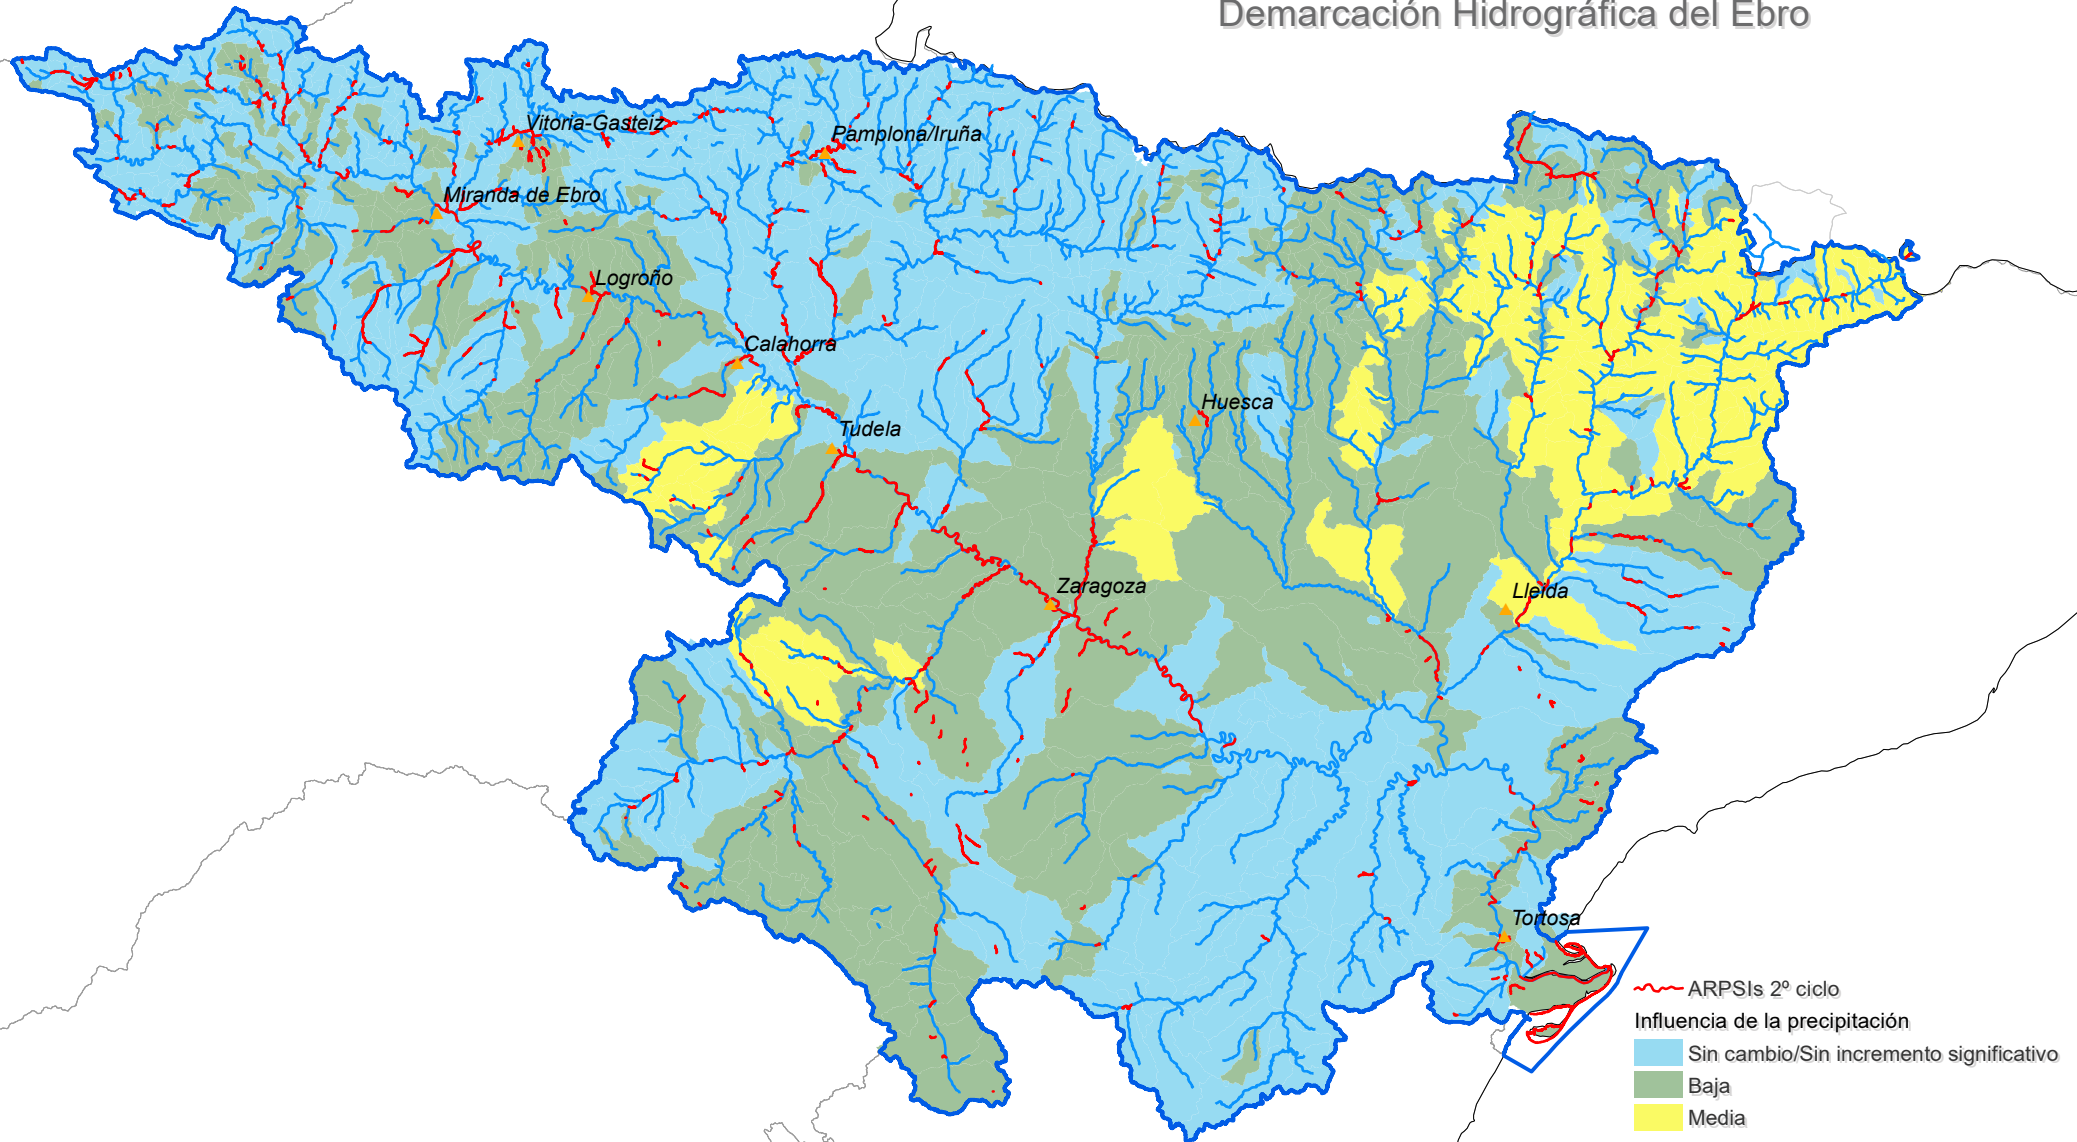 Demarcación Hidrográfica del Ebro
Vitoria-Gasteiz
Pamplona/Iruña
Miranda de Ebro
Logroño
Calahorra
Huesca
Tudela
Zaragoza
Lleida
Tortosa
ARPSIs 2º ciclo
Influencia de la precipitación
Sin cambio/Sin incremento significativo
Baja
Media